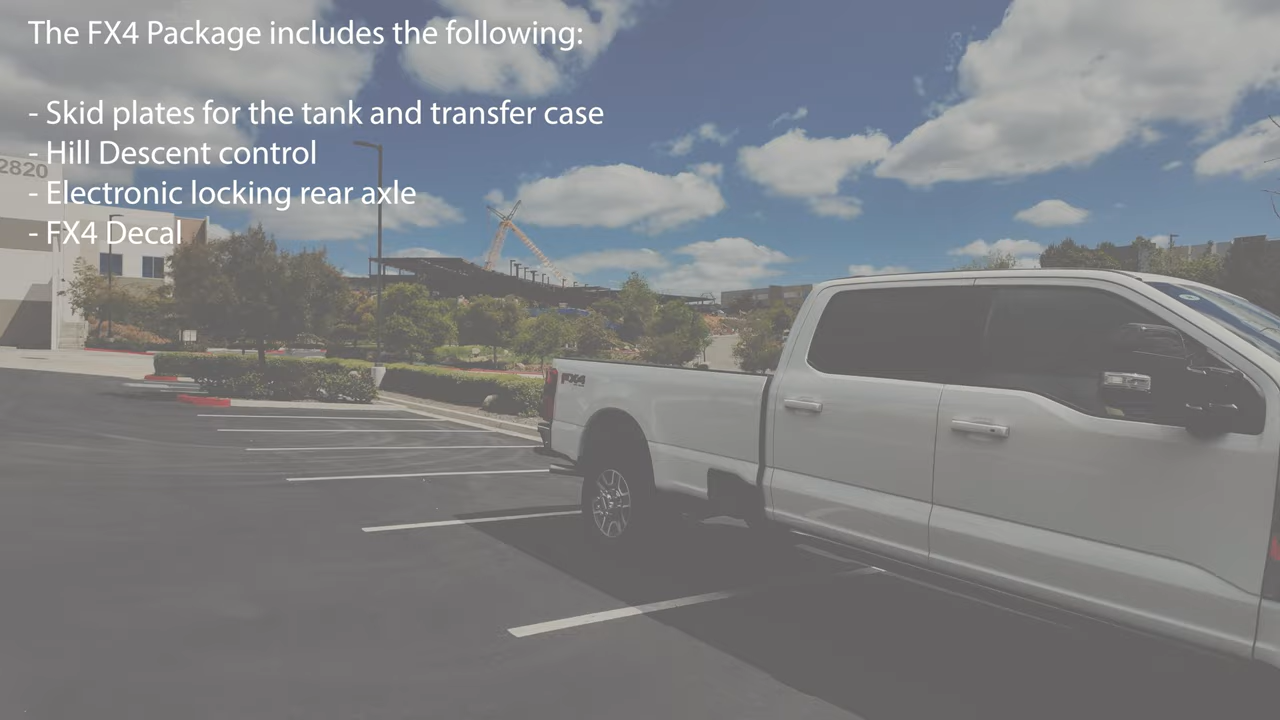 The FX4 Package includes the following:
- Skid plates for the tank and transfer case
- Hill Descent control
- Electronic locking rear axle
- FX4 Decal
2820
FX4